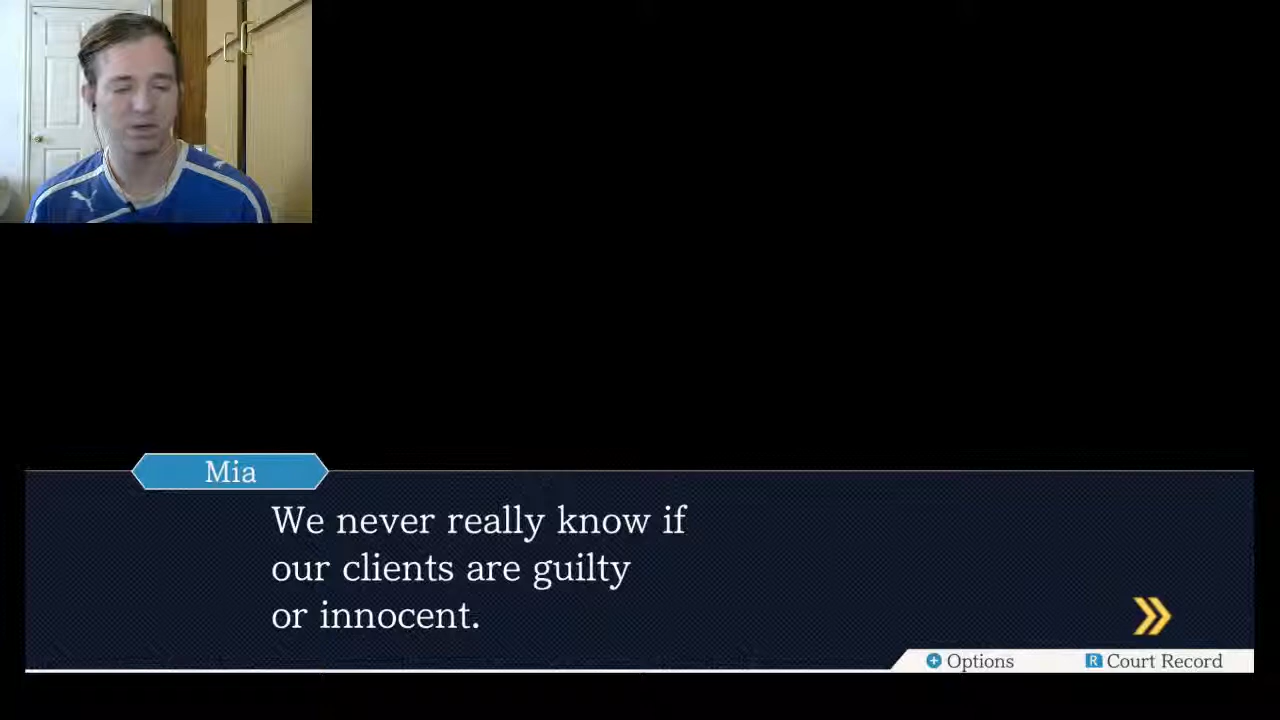 Mia
We never really know if
our clients are guilty
or innocent.
+ Options
R Court Record